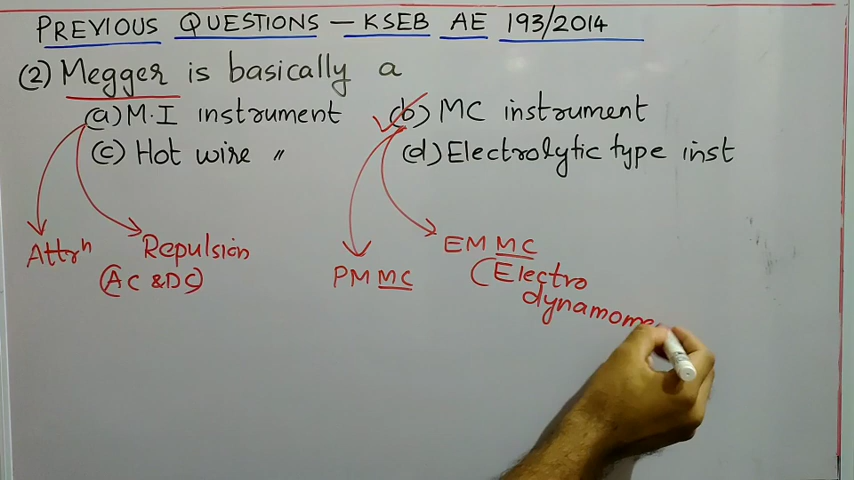 PREVIOUS QUESTIONS - KSEB AE 193/2014
(2) Megger is basically a
(a) M.I instrument (b) MC instrument
(c) Hot wire " (d) Electrolytic type inst
Attrn Repulsion EMMC
(AC & DC) PMMC (Electro
dynamome